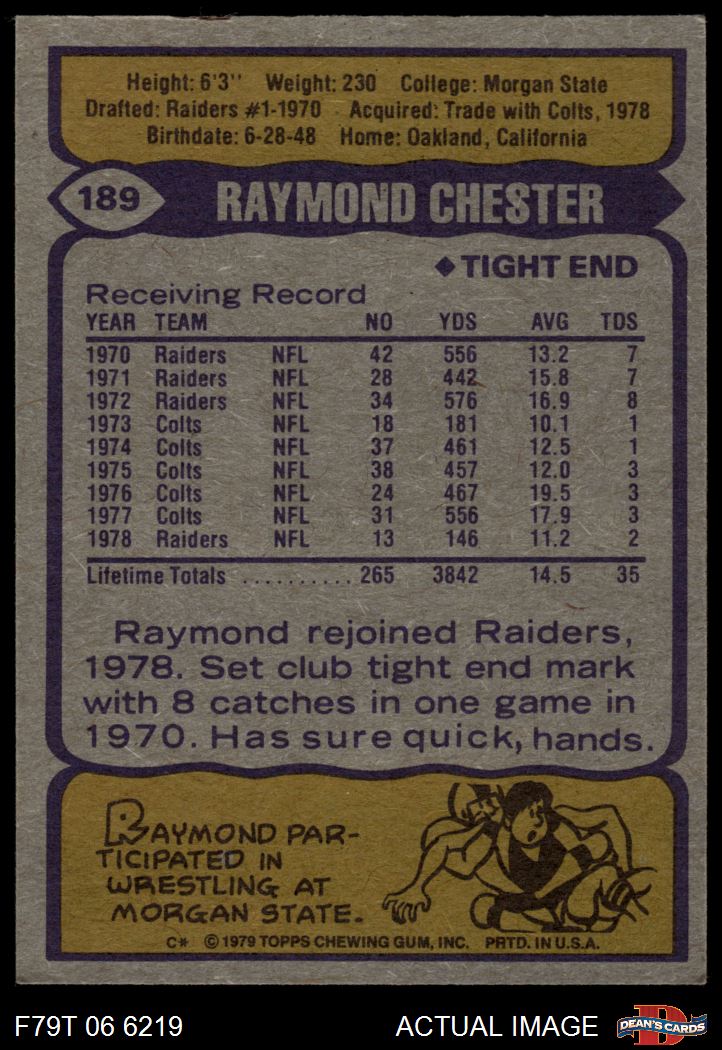 Height: 6'3'' Weight: 230 College: Morgan State
Drafted: Raiders #1-1970 Acquired: Trade with Colts, 1978
Birthdate: 6-28-48 Home: Oakland, California
189 RAYMOND CHESTER
◆TIGHT END
Receiving Record
YEAR TEAM NO YDS AVG TDS
1970 Raiders NFL 42 556 13.2 7
1971 Raiders NFL 28 442 15.8 7
1972 Raiders NFL 34 576 16.9 8
1973 Colts NFL 18 181 10.1 1
1974 Colts NFL 37 461 12.5 1
1975 Colts NFL 38 457 12.0 3
1976 Colts NFL 24 467 19.5 3
1977 Colts NFL 31 556 17.9 3
1978 Raiders NFL 13 146 11.2 2
Lifetime Totals .......... 265 3842 14.5 35
Raymond rejoined Raiders,
1978. Set club tight end mark
with 8 catches in one game in
1970. Has sure quick, hands.
RAYMOND PAR-
TICIPATED IN
WRESTLING AT
MORGAN STATE.
C* © 1979 TOPPS CHEWING GUM, INC. PRTD. IN U.S.A.
F79T 06 6219 ACTUAL IMAGE D DEAN'S CARDS